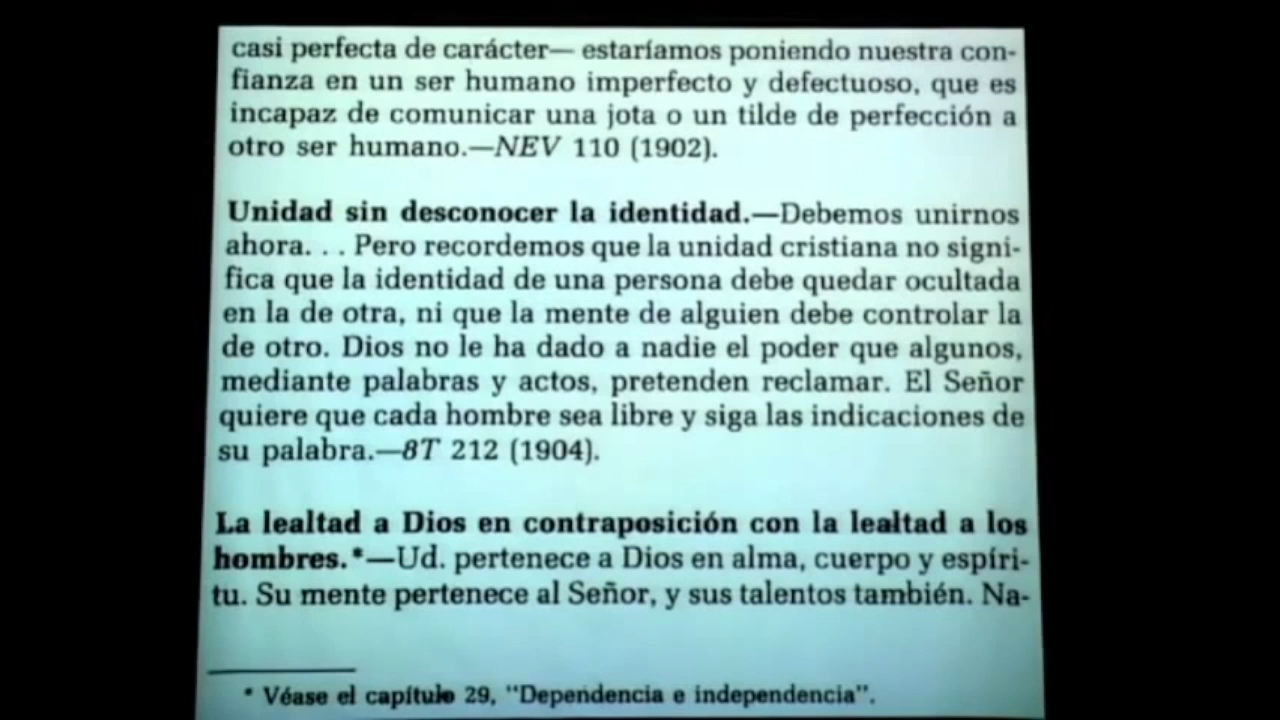 casi perfecta de carácter— estaríamos poniendo nuestra con-
fianza en un ser humano imperfecto y defectuoso, que es
incapaz de comunicar una jota o un tilde de perfección a
otro ser humano.—NEV 110 (1902).
Unidad sin desconocer la identidad.—Debemos unirnos
ahora. . . Pero recordemos que la unidad cristiana no signi-
fica que la identidad de una persona debe quedar ocultada
en la de otra, ni que la mente de alguien debe controlar la
de otro. Dios no le ha dado a nadie el poder que algunos,
mediante palabras y actos, pretenden reclamar. El Señor
quiere que cada hombre sea libre y siga las indicaciones de
su palabra.—8T 212 (1904).
La lealtad a Dios en contraposición con la lealtad a los
hombres.*—Ud. pertenece a Dios en alma, cuerpo y espíri-
tu. Su mente pertenece al Señor, y sus talentos también. Na-
* Véase el capítulo 29, "Dependencia e independencia".